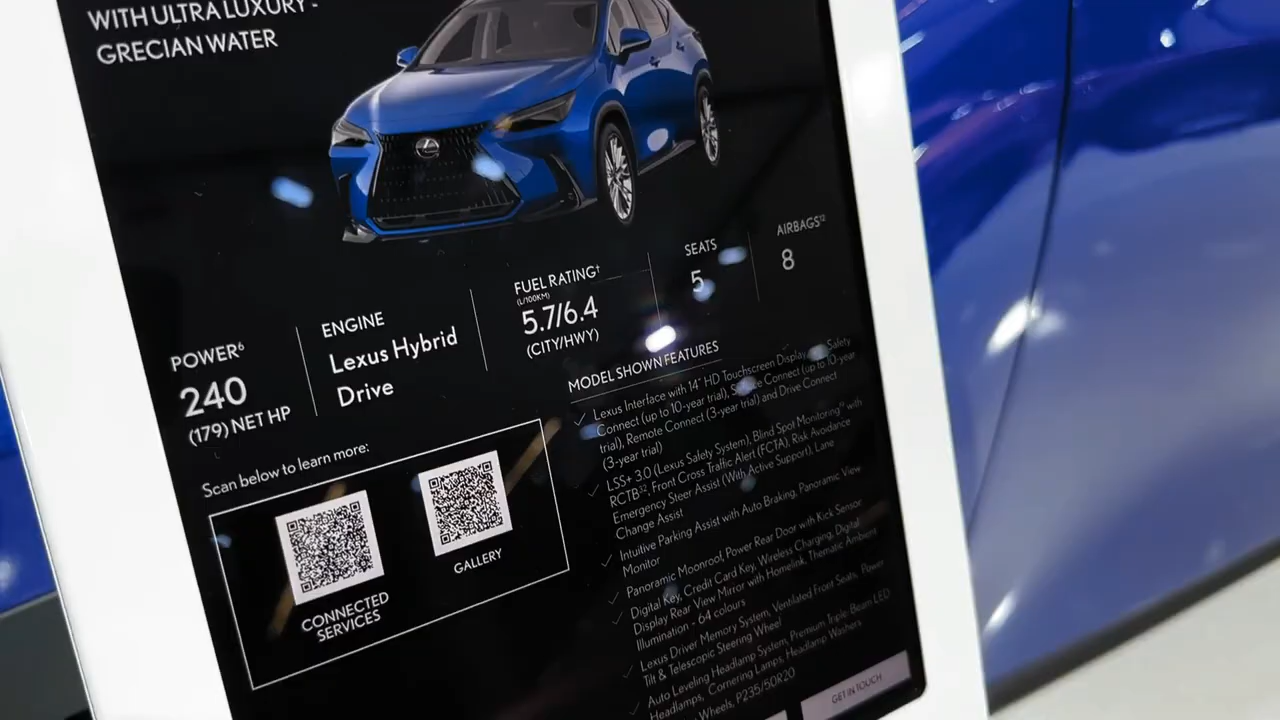 WITH ULTRA LUXURY -
GRECIAN WATER
POWER⁶
240
(179) NET HP
ENGINE
Lexus Hybrid
Drive
FUEL RATING†
(L/100KM)
5.7/6.4
(CITY/HWY)
SEATS
5
AIRBAGS¹²
8
Scan below to learn more:
CONNECTED
SERVICES
GALLERY
MODEL SHOWN FEATURES
Lexus Interface with 14" HD Touchscreen Display, Safety
Connect (up to 10-year trial), Service Connect (up to 10-year
trial), Remote Connect (3-year trial) and Drive Connect
(3-year trial)
LSS+ 3.0 (Lexus Safety System), Blind Spot Monitoring with
RCTB, Front Cross Traffic Alert (FCTA), Risk Avoidance
Emergency Steer Assist (With Active Support), Lane
Change Assist
Intuitive Parking Assist with Auto Braking, Panoramic View
Monitor
Panoramic Moonroof, Power Rear Door with Kick Sensor
Digital Key, Credit Card Key, Wireless Charging, Digital
Display Rear View Mirror with Homelink, Thematic Ambient
Illumination - 64 colours
Lexus Driver Memory System, Ventilated Front Seats, Power
Tilt & Telescopic Steering Wheel
Auto Leveling Headlamp System, Premium Triple-Beam LED
Headlamps, Cornering Lamps, Headlamp Washers
Wheels, P235/50R20
GET IN TOUCH